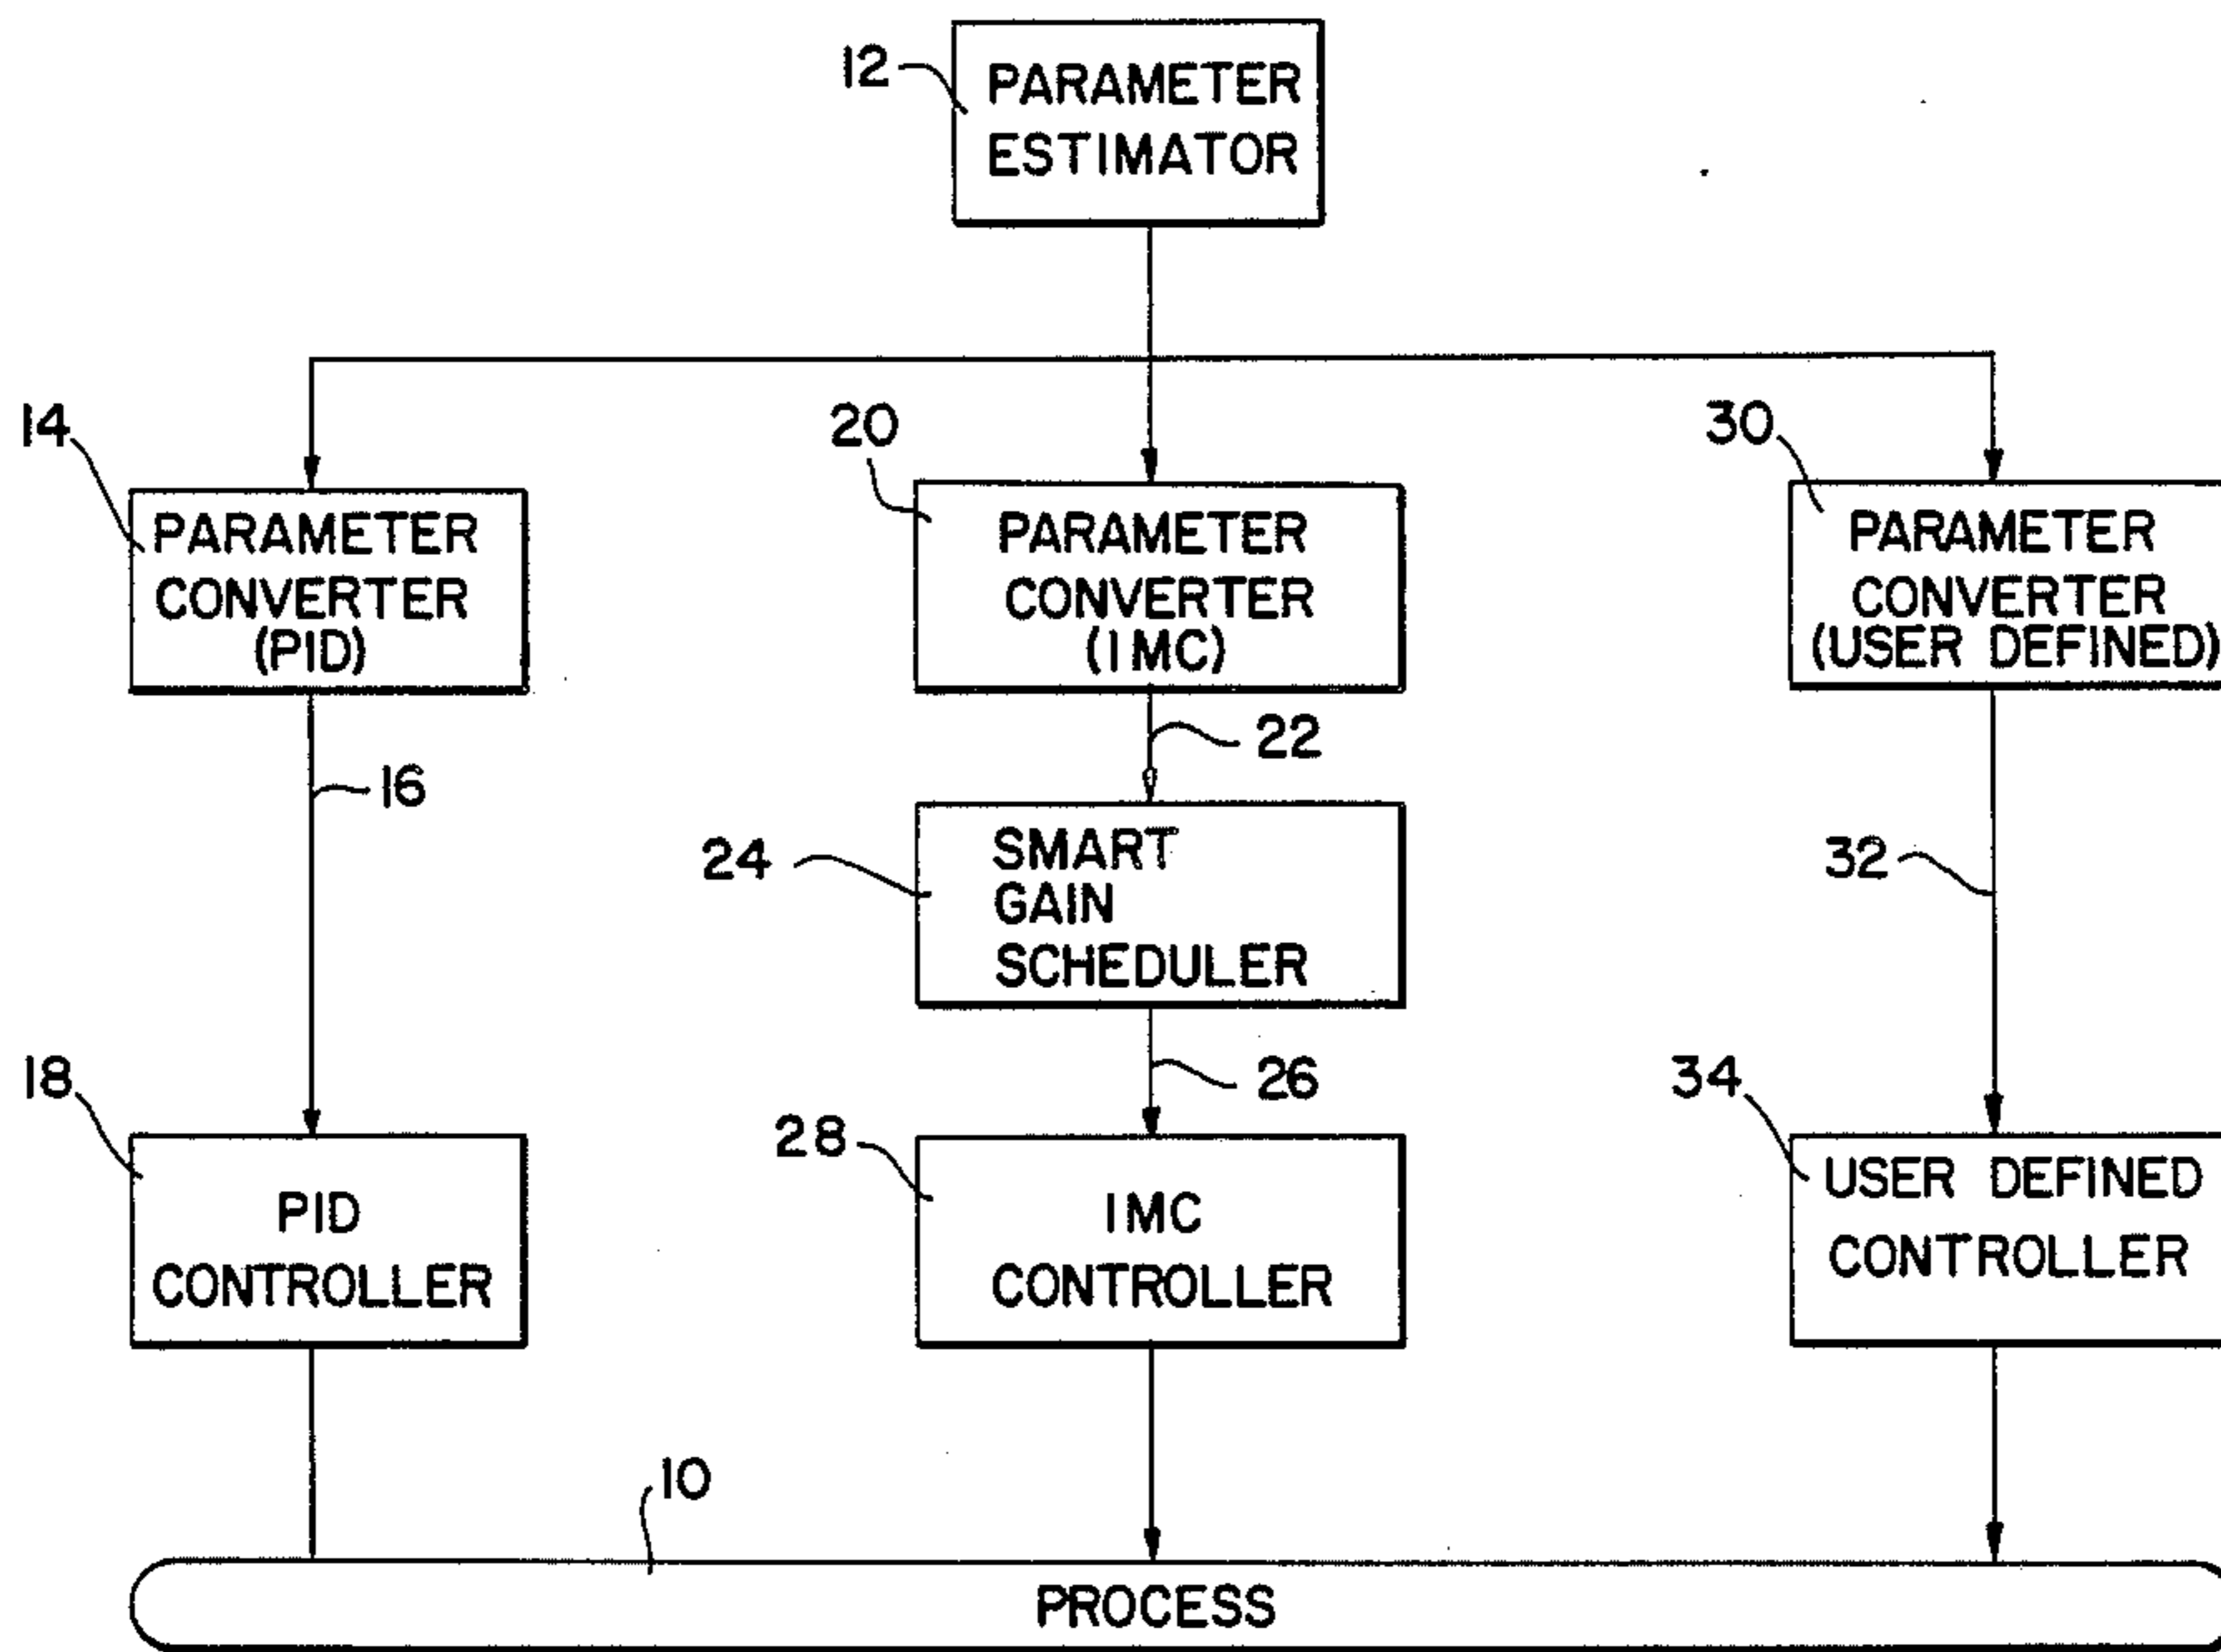 12
PARAMETER
ESTIMATOR
14
20
30
PARAMETER
CONVERTER
(PID)
PARAMETER
CONVERTER
(IMC)
PARAMETER
CONVERTER
(USER DEFINED)
16
22
24
SMART
GAIN
SCHEDULER
32
26
18
28
34
PID
CONTROLLER
IMC
CONTROLLER
USER DEFINED
CONTROLLER
10
PROCESS